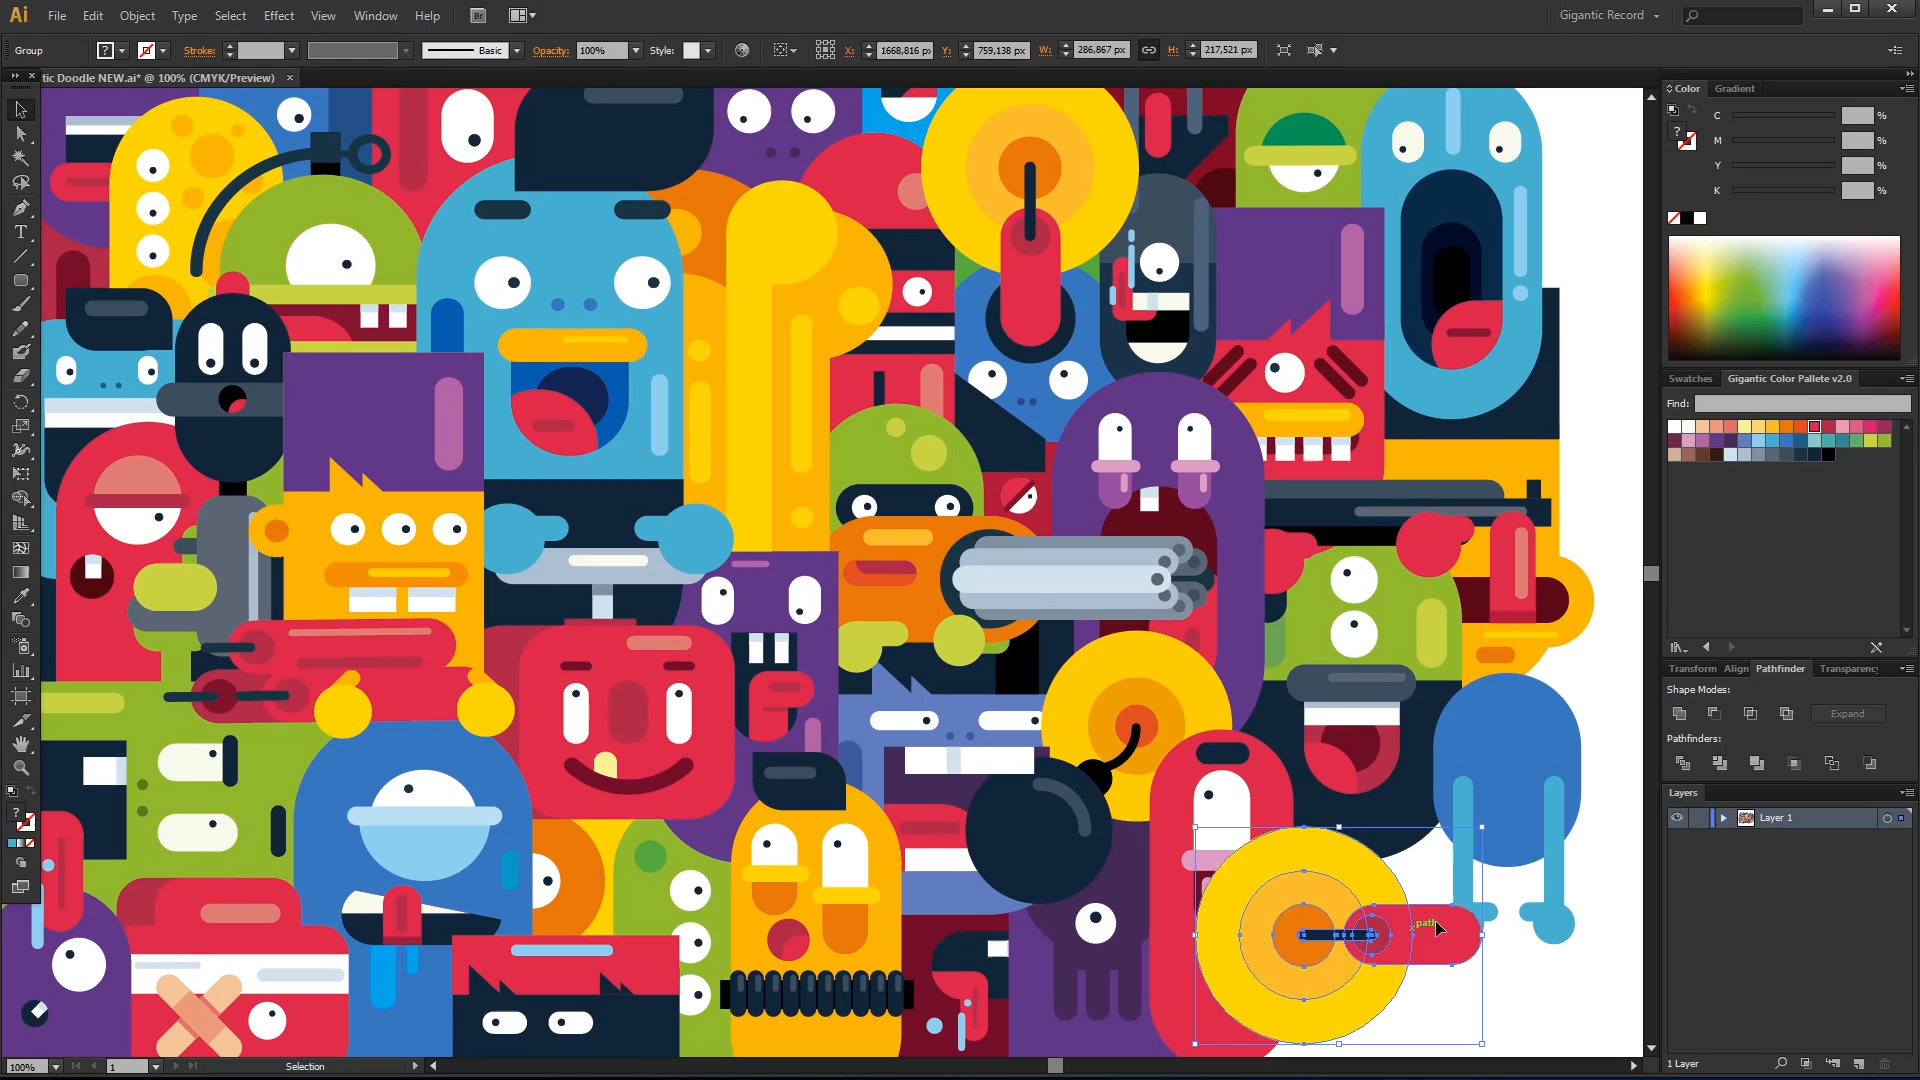 Ai File Edit Object Type Select Effect View Window Help Br Gigantic Record
Group ? Stroke: Basic Opacity: 100% Style: X: 1668,816 px Y: 759,138 px W: 286,867 px H: 217,521 px
tic Doodle NEW.ai* @ 100% (CMYK/Preview)
Color Gradient
C %
M %
Y %
K %
Swatches Gigantic Color Pallete v2.0
Find:
Transform Align Pathfinder Transparenc
Shape Modes:
Expand
Pathfinders:
Layers
Layer 1
path
1 Layer
100% 1 Selection